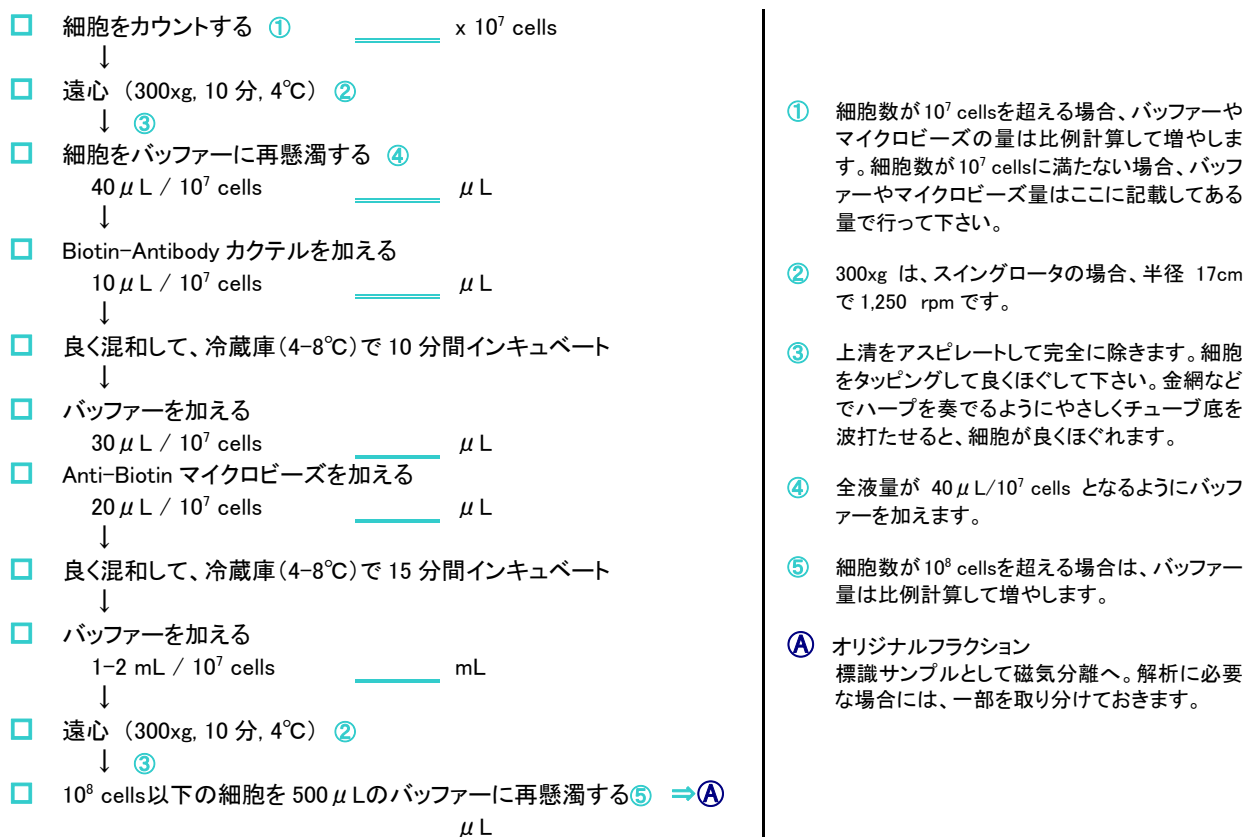 □ 細胞をカウントする ① ______ x 10⁷ cells
↓
□ 遠心 (300xg, 10 分, 4℃) ②
↓ ③
□ 細胞をバッファーに再懸濁する ④
40μL / 10⁷ cells ______ μL
↓
□ Biotin-Antibody カクテルを加える
10μL / 10⁷ cells ______ μL
↓
□ 良く混和して、冷蔵庫(4-8℃)で 10 分間インキュベート
↓
□ バッファーを加える
30μL / 10⁷ cells ______ μL
□ Anti-Biotin マイクロビーズを加える
20μL / 10⁷ cells ______ μL
↓
□ 良く混和して、冷蔵庫(4-8℃)で 15 分間インキュベート
↓
□ バッファーを加える
1-2 mL / 10⁷ cells ______ mL
↓
□ 遠心 (300xg, 10 分, 4℃) ②
↓ ③
□ 10⁸ cells以下の細胞を 500μLのバッファーに再懸濁する⑤ ⇒Ⓐ
μL
① 細胞数が10⁷ cellsを超える場合、バッファーや
マイクロビーズの量は比例計算して増やしま
す。細胞数が10⁷ cellsに満たない場合、バッフ
ァーやマイクロビーズ量はここに記載してある
量で行って下さい。
② 300xg は、スイングロータの場合、半径 17cm
で 1,250 rpm です。
③ 上清をアスピレートして完全に除きます。細胞
をタッピングして良くほぐして下さい。金網など
でハープを奏でるようにやさしくチューブ底を
波打たせると、細胞が良くほぐれます。
④ 全液量が 40μL/10⁷ cells となるようにバッフ
ァーを加えます。
⑤ 細胞数が10⁸ cellsを超える場合は、バッファー
量は比例計算して増やします。
Ⓐ オリジナルフラクション
標識サンプルとして磁気分離へ。解析に必要
な場合には、一部を取り分けておきます。